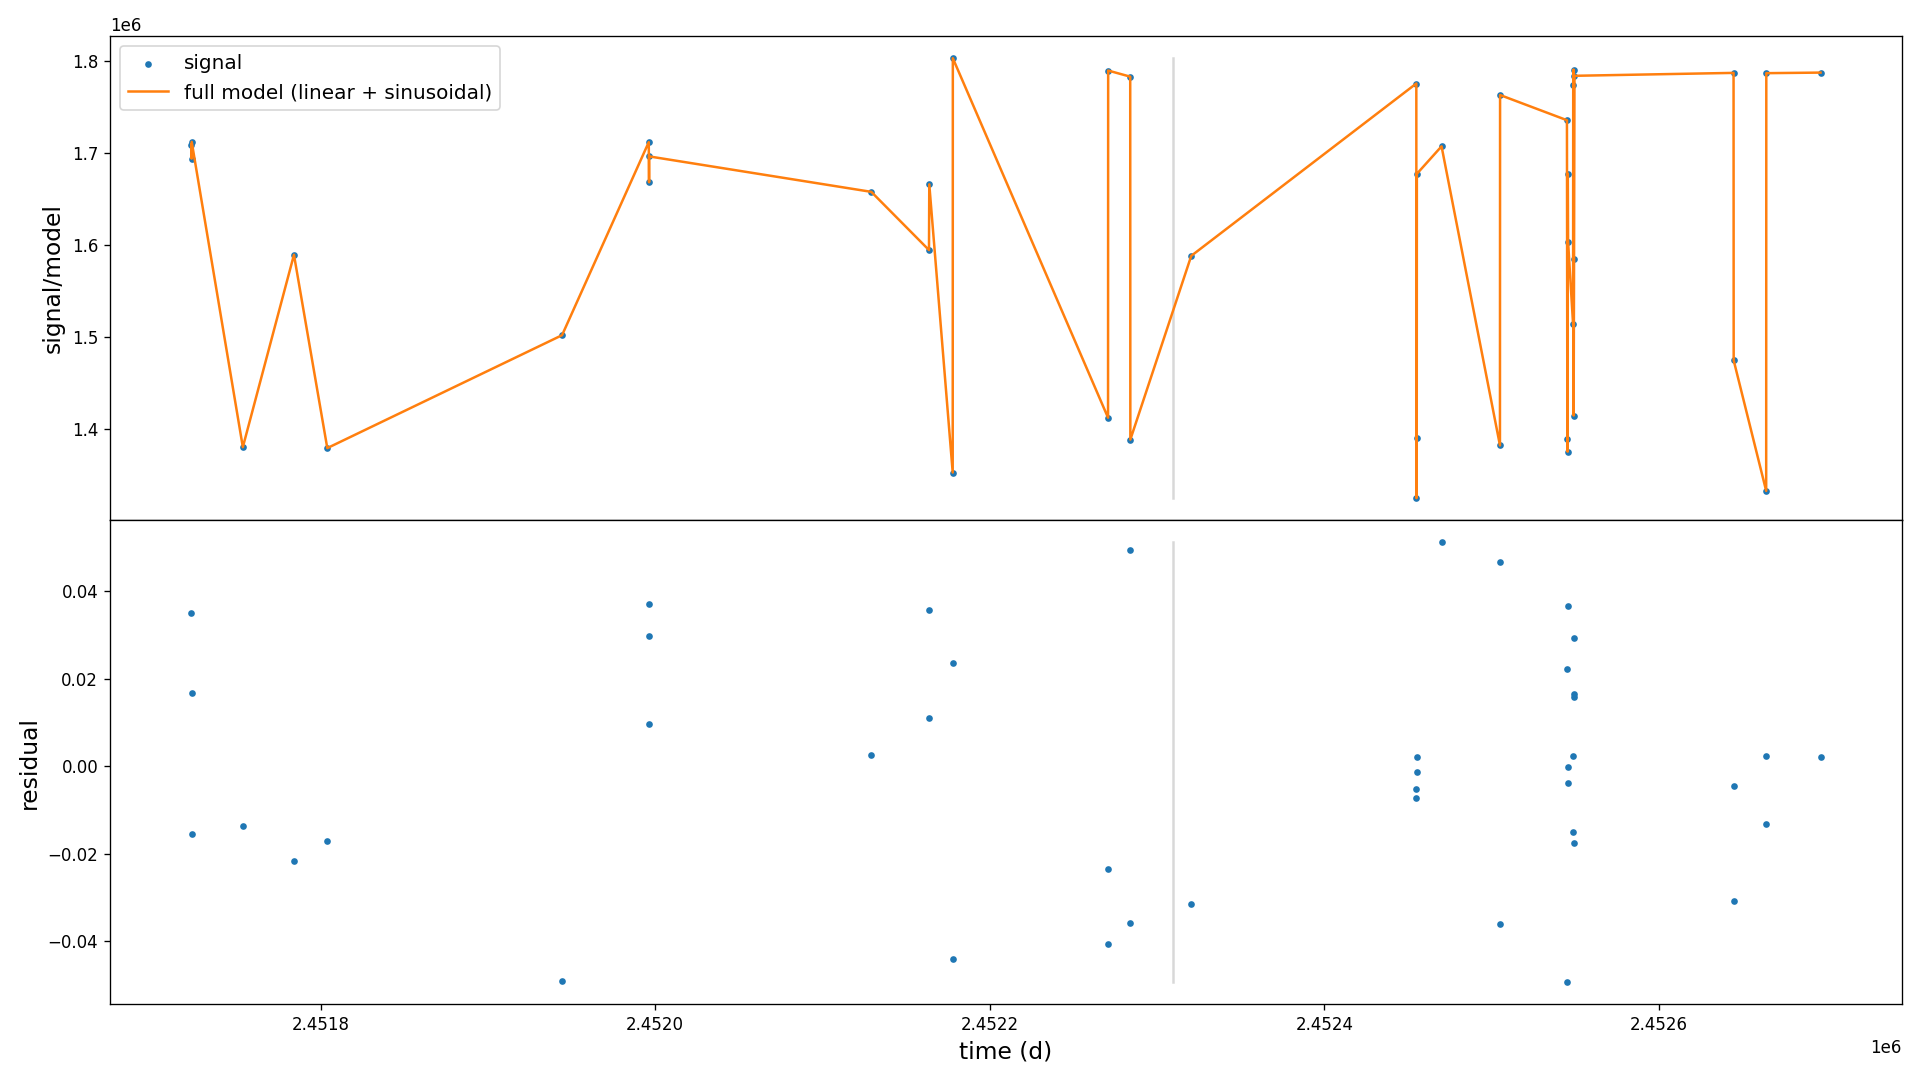 1e6
signal
full model (linear + sinusoidal)
1.8
1.7
1.6
1.5
1.4
signal/model
0.04
0.02
0.00
−0.02
−0.04
residual
2.4518
2.4520
2.4522
2.4524
2.4526
time (d)
1e6